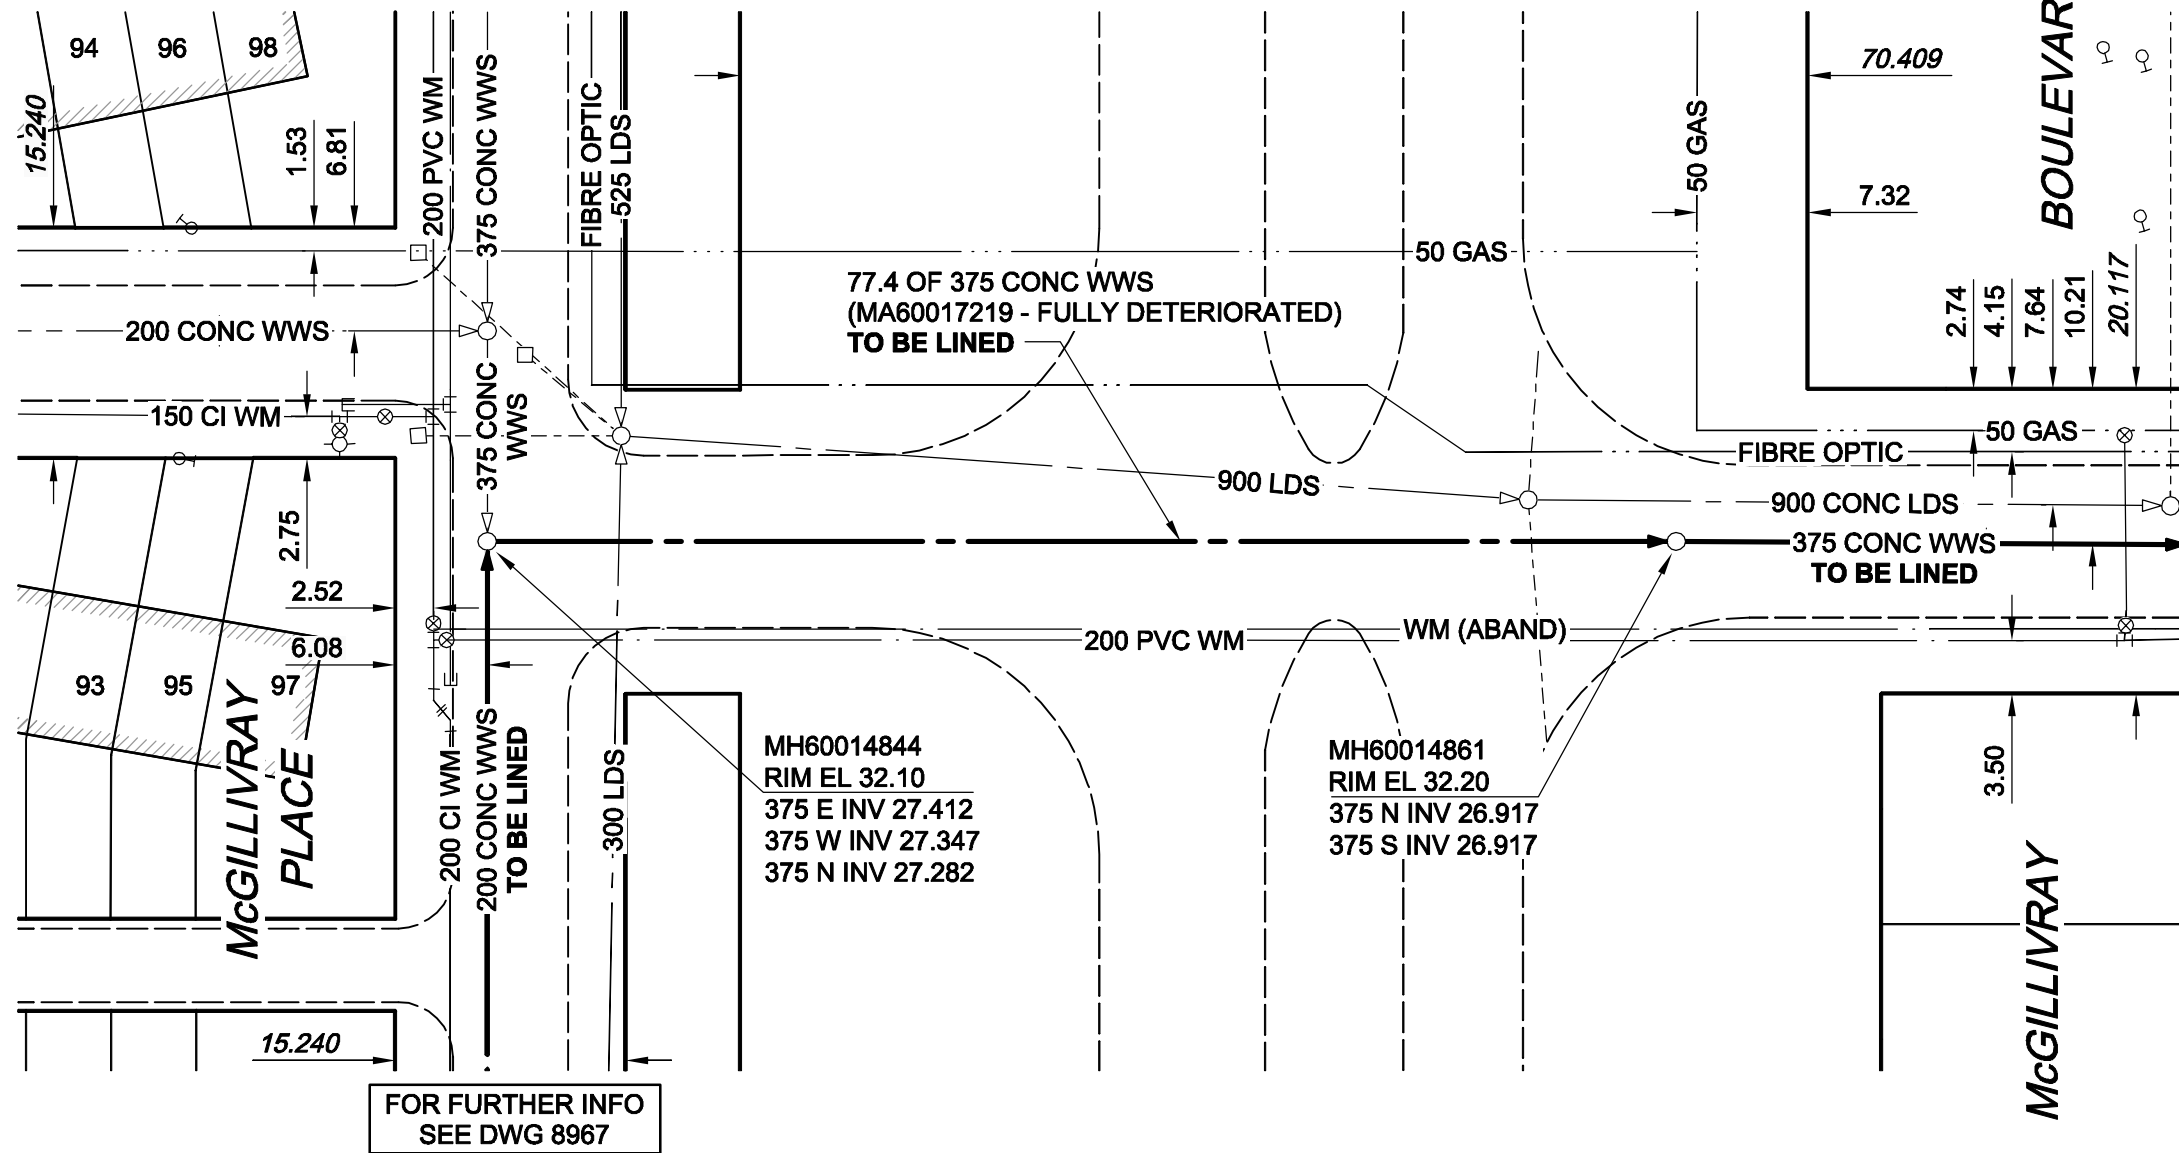 94
96
98
15.240
1.53
6.81
200 PVC WM
375 CONC WWS
FIBRE OPTIC
525 LDS
50 GAS
70.409
7.32
BOULEVAR
50 GAS
77.4 OF 375 CONC WWS
(MA60017219 - FULLY DETERIORATED)
TO BE LINED
2.74
4.15
7.64
10.21
20.117
200 CONC WWS
375 CONC
WWS
150 CI WM
50 GAS
FIBRE OPTIC
900 LDS
900 CONC LDS
375 CONC WWS
TO BE LINED
2.75
2.52
6.08
93
95
97
McGILLIVRAY
PLACE
200 PVC WM
WM (ABAND)
200 CI WM
200 CONC WWS
TO BE LINED
300 LDS
MH60014844
RIM EL 32.10
375 E INV 27.412
375 W INV 27.347
375 N INV 27.282
MH60014861
RIM EL 32.20
375 N INV 26.917
375 S INV 26.917
3.50
McGILLIVRAY
15.240
FOR FURTHER INFO
SEE DWG 8967